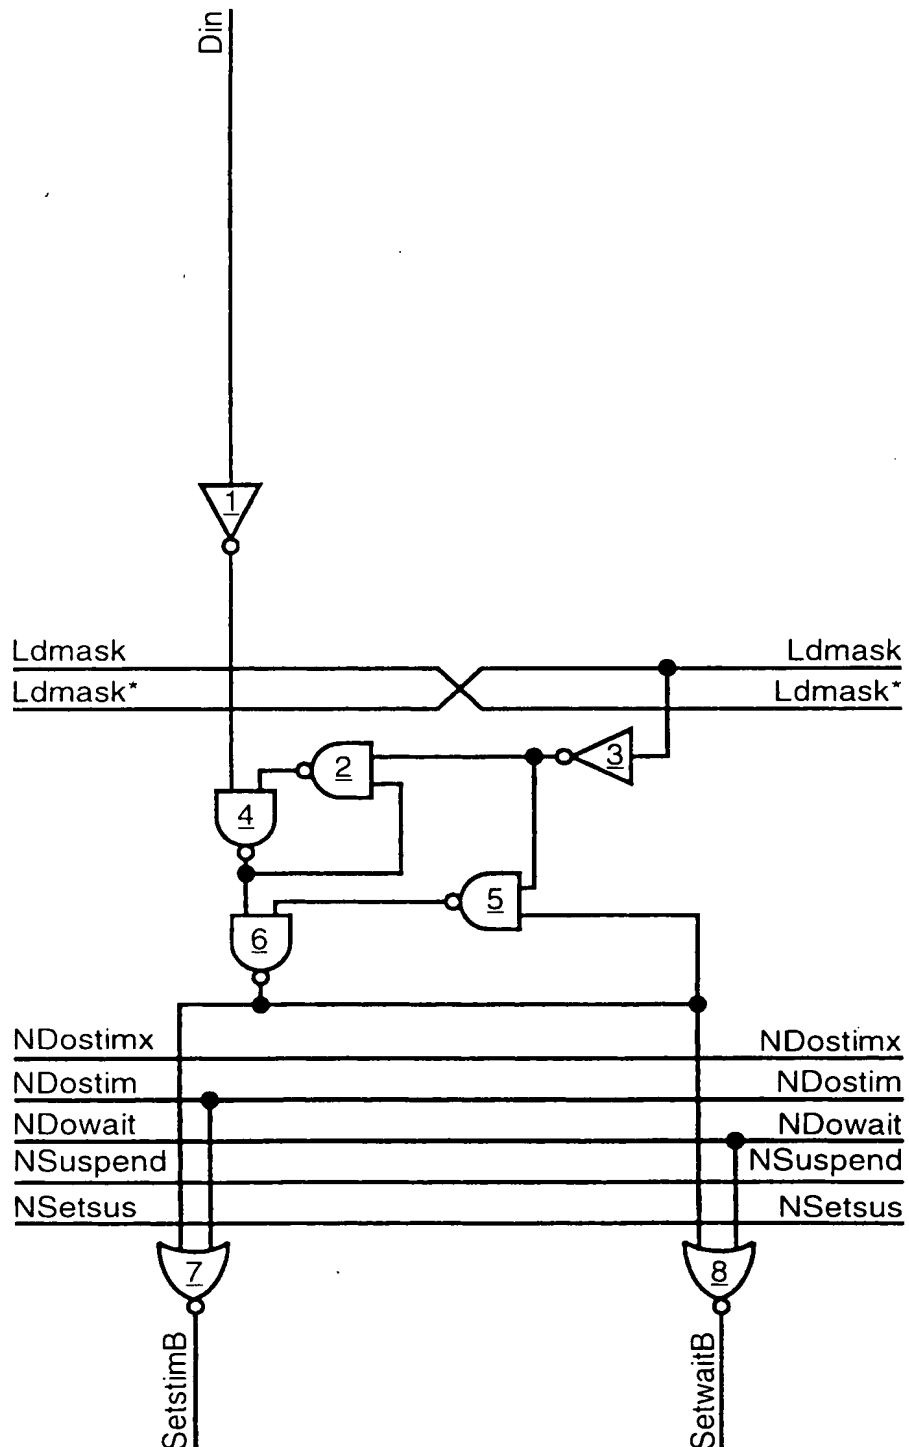 Din
1
Ldmask Ldmask
Ldmask* Ldmask*
2 3
4
5
6
NDostimx NDostimx
NDostim NDostim
NDowait NDowait
NSuspend NSuspend
NSetsus NSetsus
7 8
SetstimB SetwaitB